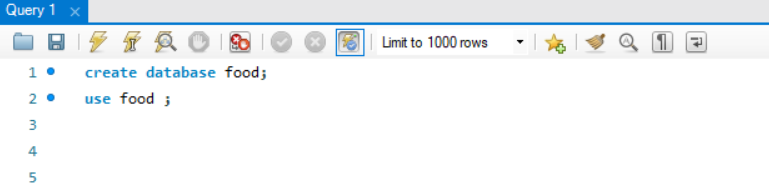 Query 1
Limit to 1000 rows
1 create database food;
2 use food ;
3
4
5